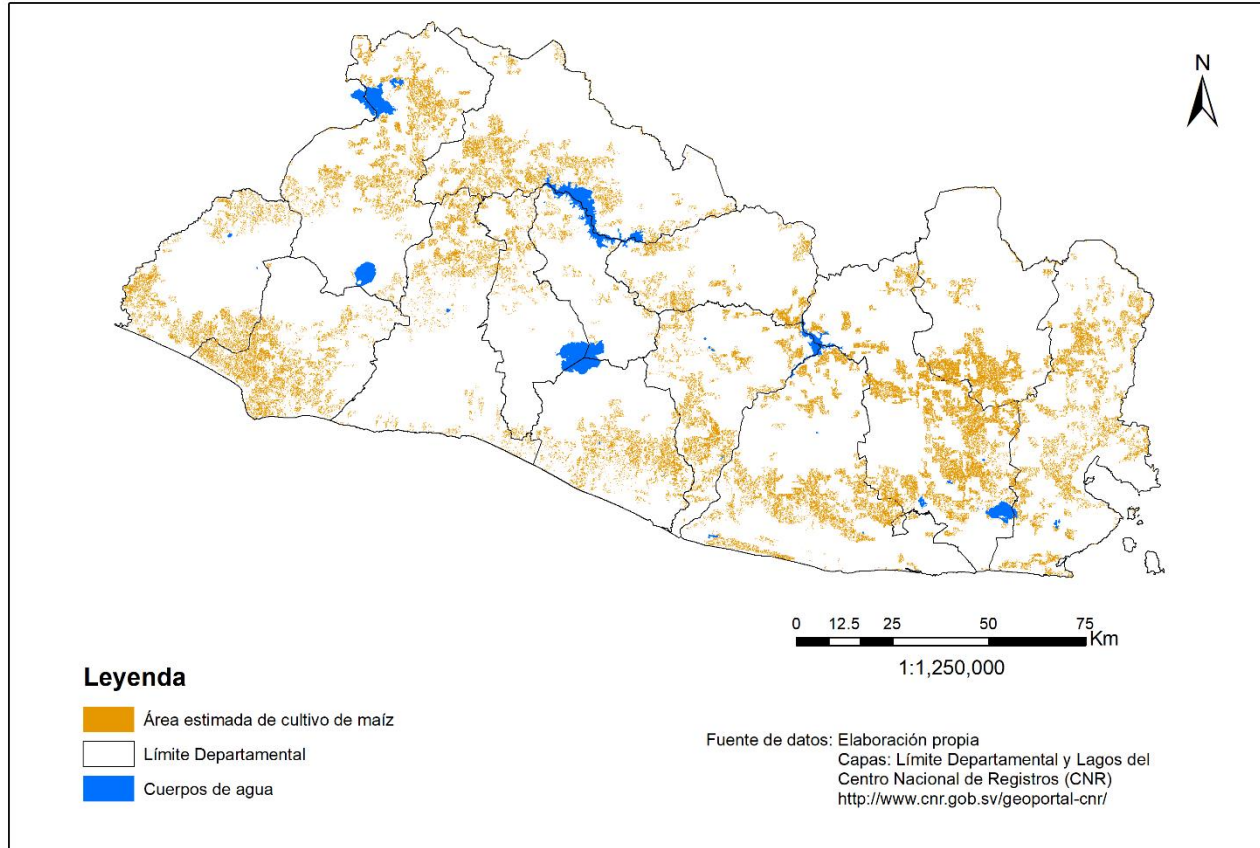 N
0 12.5 25 50 75
Km
1:1,250,000
Leyenda
Área estimada de cultivo de maíz
Límite Departamental
Cuerpos de agua
Fuente de datos: Elaboración propia
Capas: Límite Departamental y Lagos del
Centro Nacional de Registros (CNR)
http://www.cnr.gob.sv/geoportal-cnr/